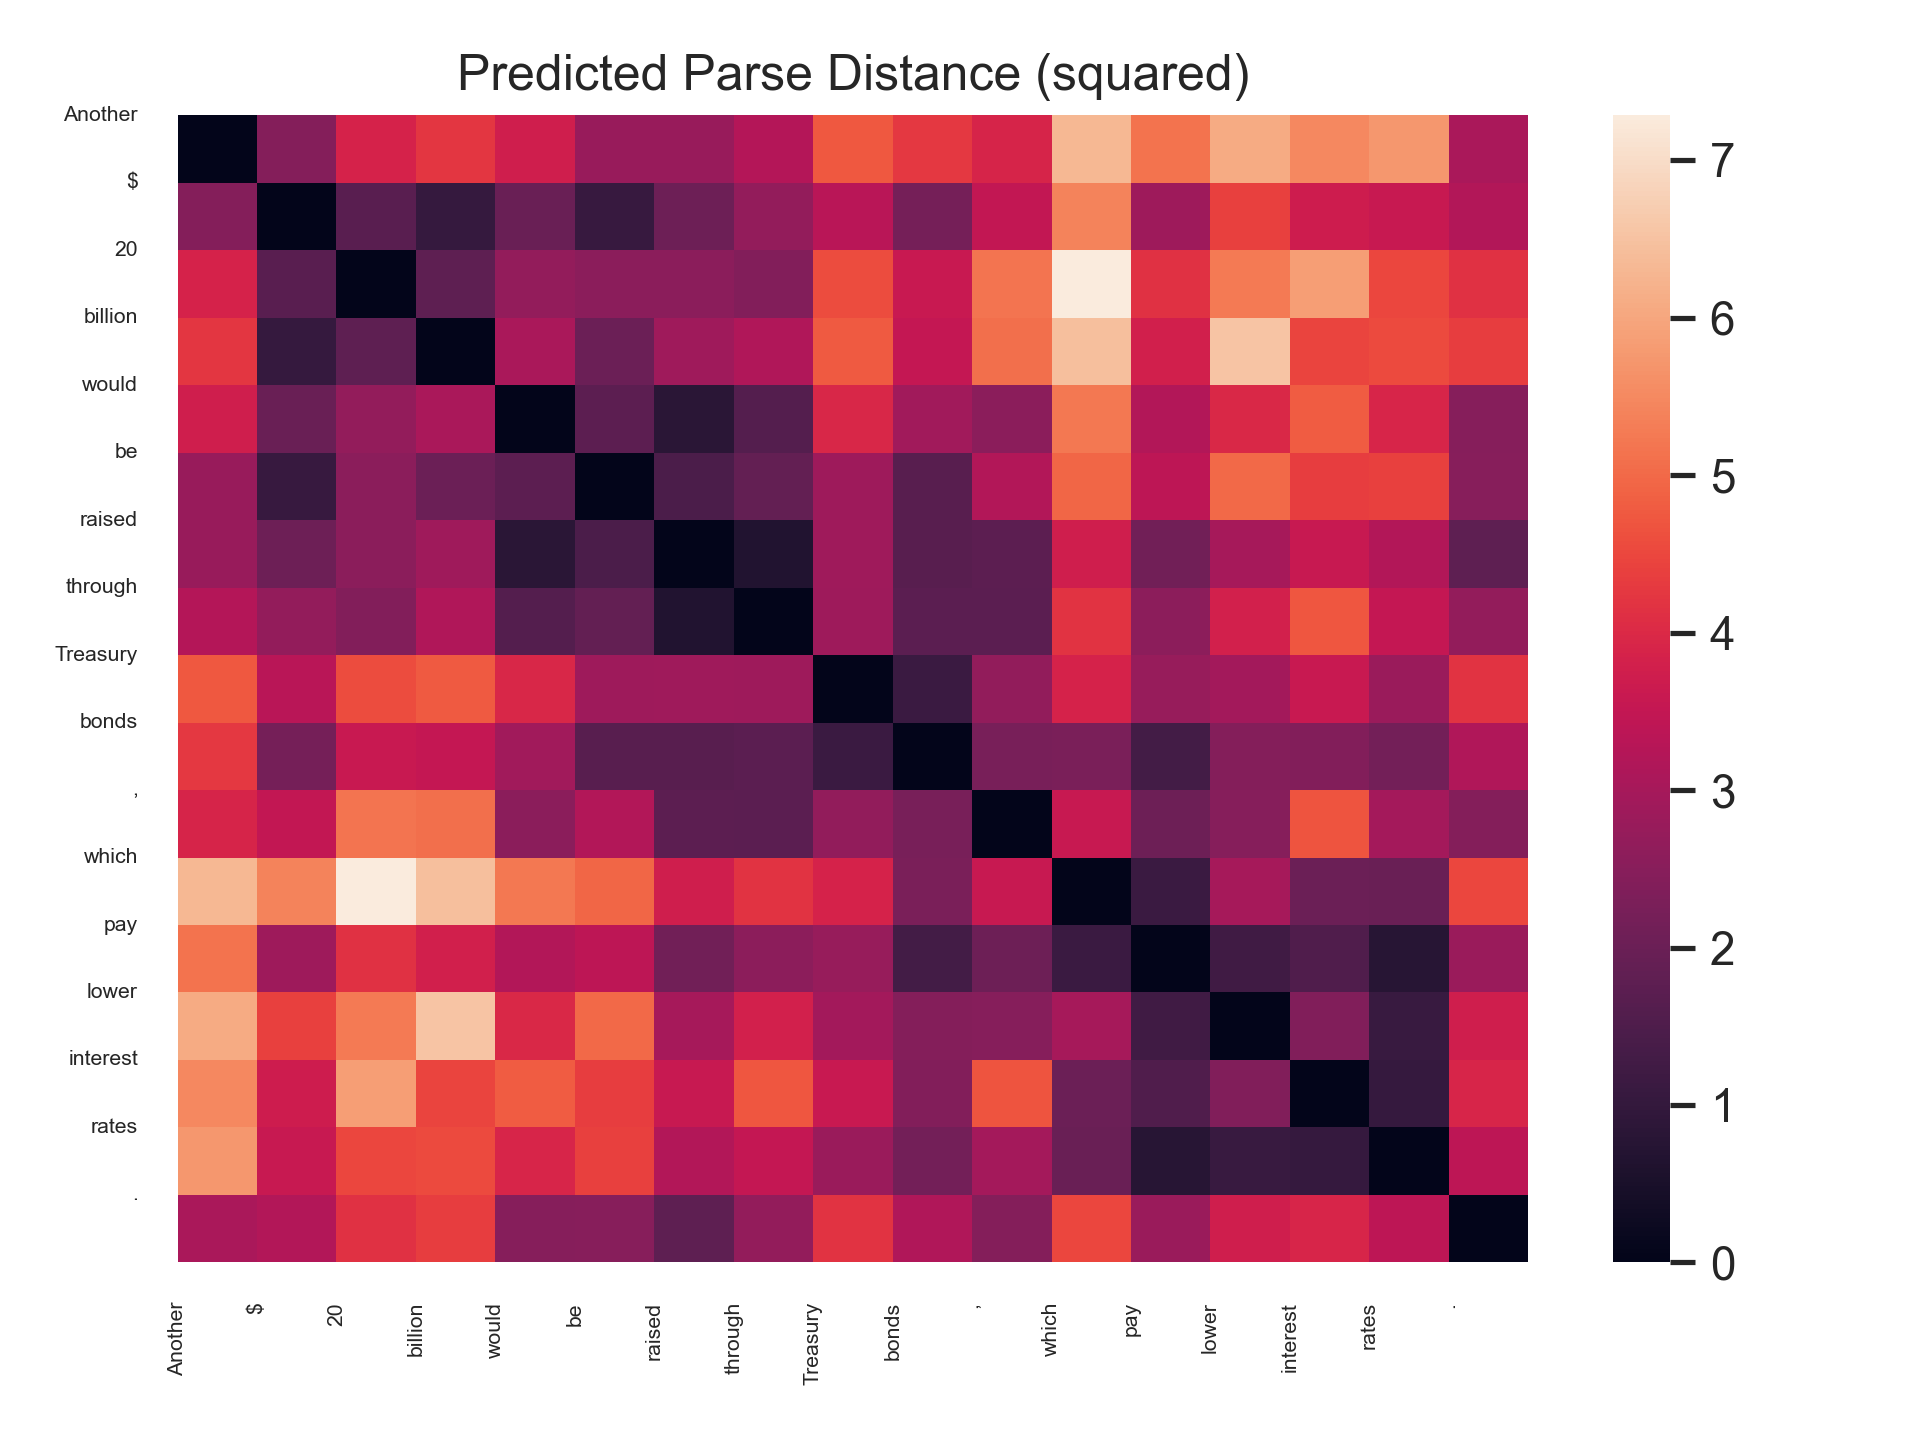 Predicted Parse Distance (squared)
Another
$
20
billion
would
be
raised
through
Treasury
bonds
,
which
pay
lower
interest
rates
.
7
6
5
4
3
2
1
0
Another
$
20
billion
would
be
raised
through
Treasury
bonds
,
which
pay
lower
interest
rates
.